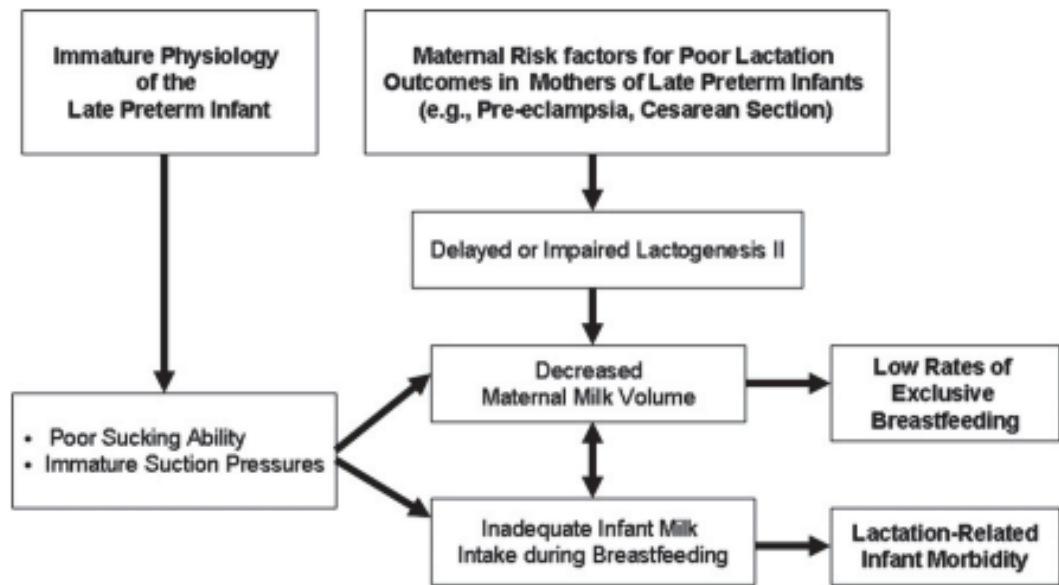 Immature Physiology
of the
Late Preterm Infant
Maternal Risk factors for Poor Lactation
Outcomes in Mothers of Late Preterm Infants
(e.g., Pre-eclampsia, Cesarean Section)
Delayed or Impaired Lactogenesis II
Decreased
Maternal Milk Volume
Low Rates of
Exclusive
Breastfeeding
• Poor Sucking Ability
• Immature Suction Pressures
Inadequate Infant Milk
Intake during Breastfeeding
Lactation-Related
Infant Morbidity